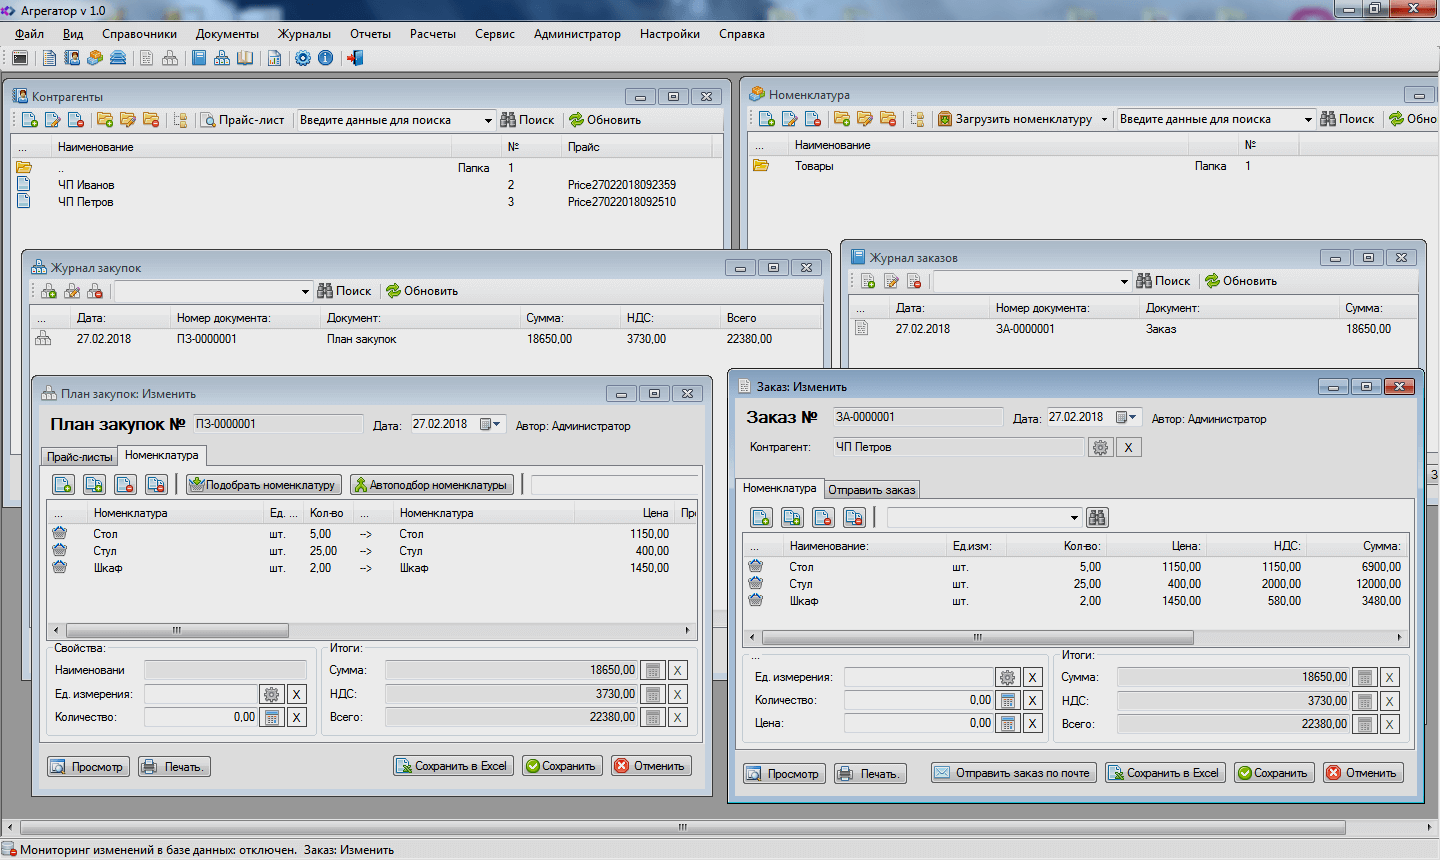 Агрегатор v 1.0
Файл Вид Справочники Документы Журналы Отчеты Расчеты Сервис Администратор Настройки Справка
Контрагенты
Прайс-лист Введите данные для поиска Поиск Обновить
... Наименование № Прайс
.. Папка 1
ЧП Иванов 2 Price27022018092359
ЧП Петров 3 Price27022018092510
Номенклатура
Загрузить номенклатуру Введите данные для поиска Поиск Обно
... Наименование №
Товары Папка 1
Журнал закупок
Поиск Обновить
... Дата: Номер документа: Документ: Сумма: НДС: Всего
27.02.2018 ПЗ-0000001 План закупок 18650,00 3730,00 22380,00
Журнал заказов
Поиск Обновить
... Дата: Номер документа: Документ: Сумма:
27.02.2018 ЗА-0000001 Заказ 18650,00
План закупок: Изменить
План закупок № ПЗ-0000001 Дата: 27.02.2018 Автор: Администратор
Прайс-листы Номенклатура
Подобрать номенклатуру Автоподбор номенклатуры
... Номенклатура Ед. ... Кол-во ... Номенклатура Цена Пр
Стол шт. 5,00 --> Стол 1150,00
Стул шт. 25,00 --> Стул 400,00
Шкаф шт. 2,00 --> Шкаф 1450,00
Свойства: Итоги:
Наименовани Сумма: 18650,00 X
Ед. измерения: X НДС: 3730,00 X
Количество: 0,00 X Всего: 22380,00 X
Просмотр Печать. Сохранить в Excel Сохранить Отменить
Заказ: Изменить
Заказ № ЗА-0000001 Дата: 27.02.2018 Автор: Администратор
Контрагент: ЧП Петров X
Номенклатура Отправить заказ
... Наименование: Ед.изм: Кол-во: Цена: НДС: Сумма:
Стол шт. 5,00 1150,00 1150,00 6900,00
Стул шт. 25,00 400,00 2000,00 12000,00
Шкаф шт. 2,00 1450,00 580,00 3480,00
... Итоги:
Ед. измерения: X Сумма: 18650,00 X
Количество: 0,00 X НДС: 3730,00 X
Цена: 0,00 X Всего: 22380,00 X
Просмотр Печать. Отправить заказ по почте Сохранить в Excel Сохранить Отменить
Мониторинг изменений в базе данных: отключен. Заказ: Изменить